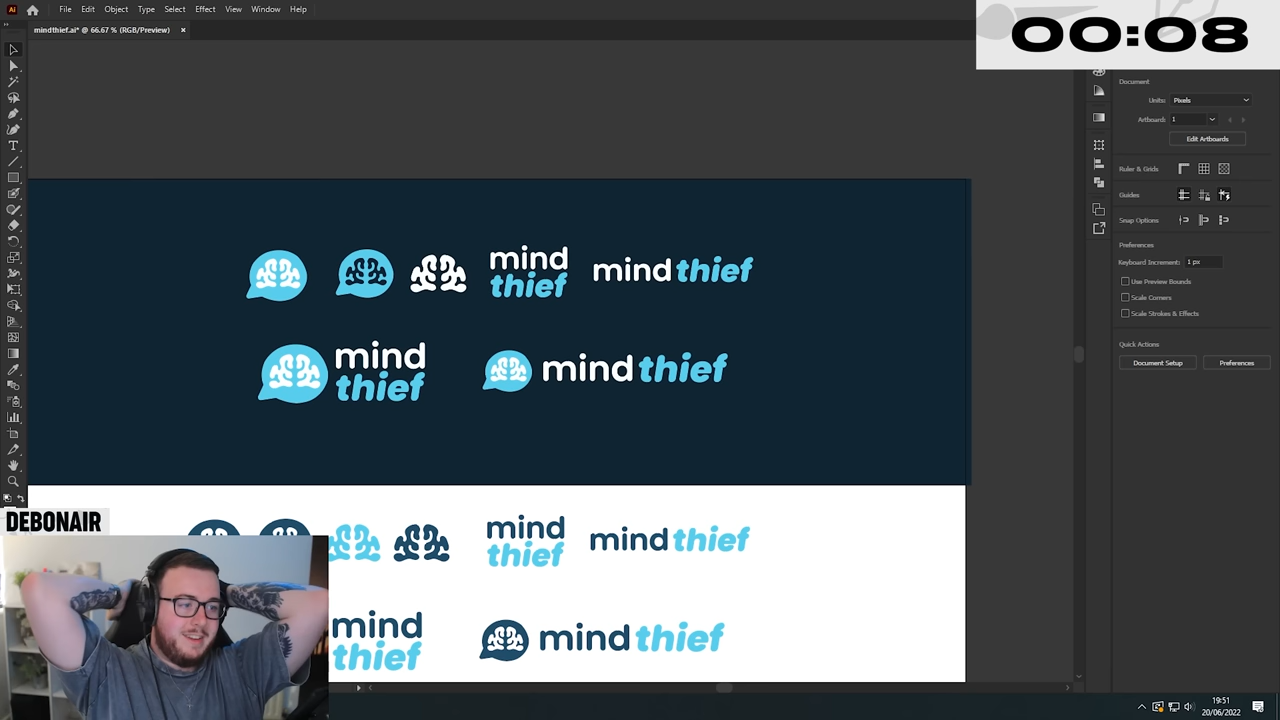 Ai File Edit Object Type Select Effect View Window Help
00:08
mindthief.ai* @ 66.67 % (RGB/Preview) ×
Document
Units: Pixels
Artboard: 1
Edit Artboards
Ruler & Grids
Guides
Snap Options
Preferences
Keyboard Increment: 1 px
Use Preview Bounds
Scale Corners
Scale Strokes & Effects
Quick Actions
Document Setup Preferences
mind
thief
mind thief
mind
thief
mind thief
mind
thief
mind thief
mind
thief
mind thief
DEBONAIR
19:51
20/06/2022